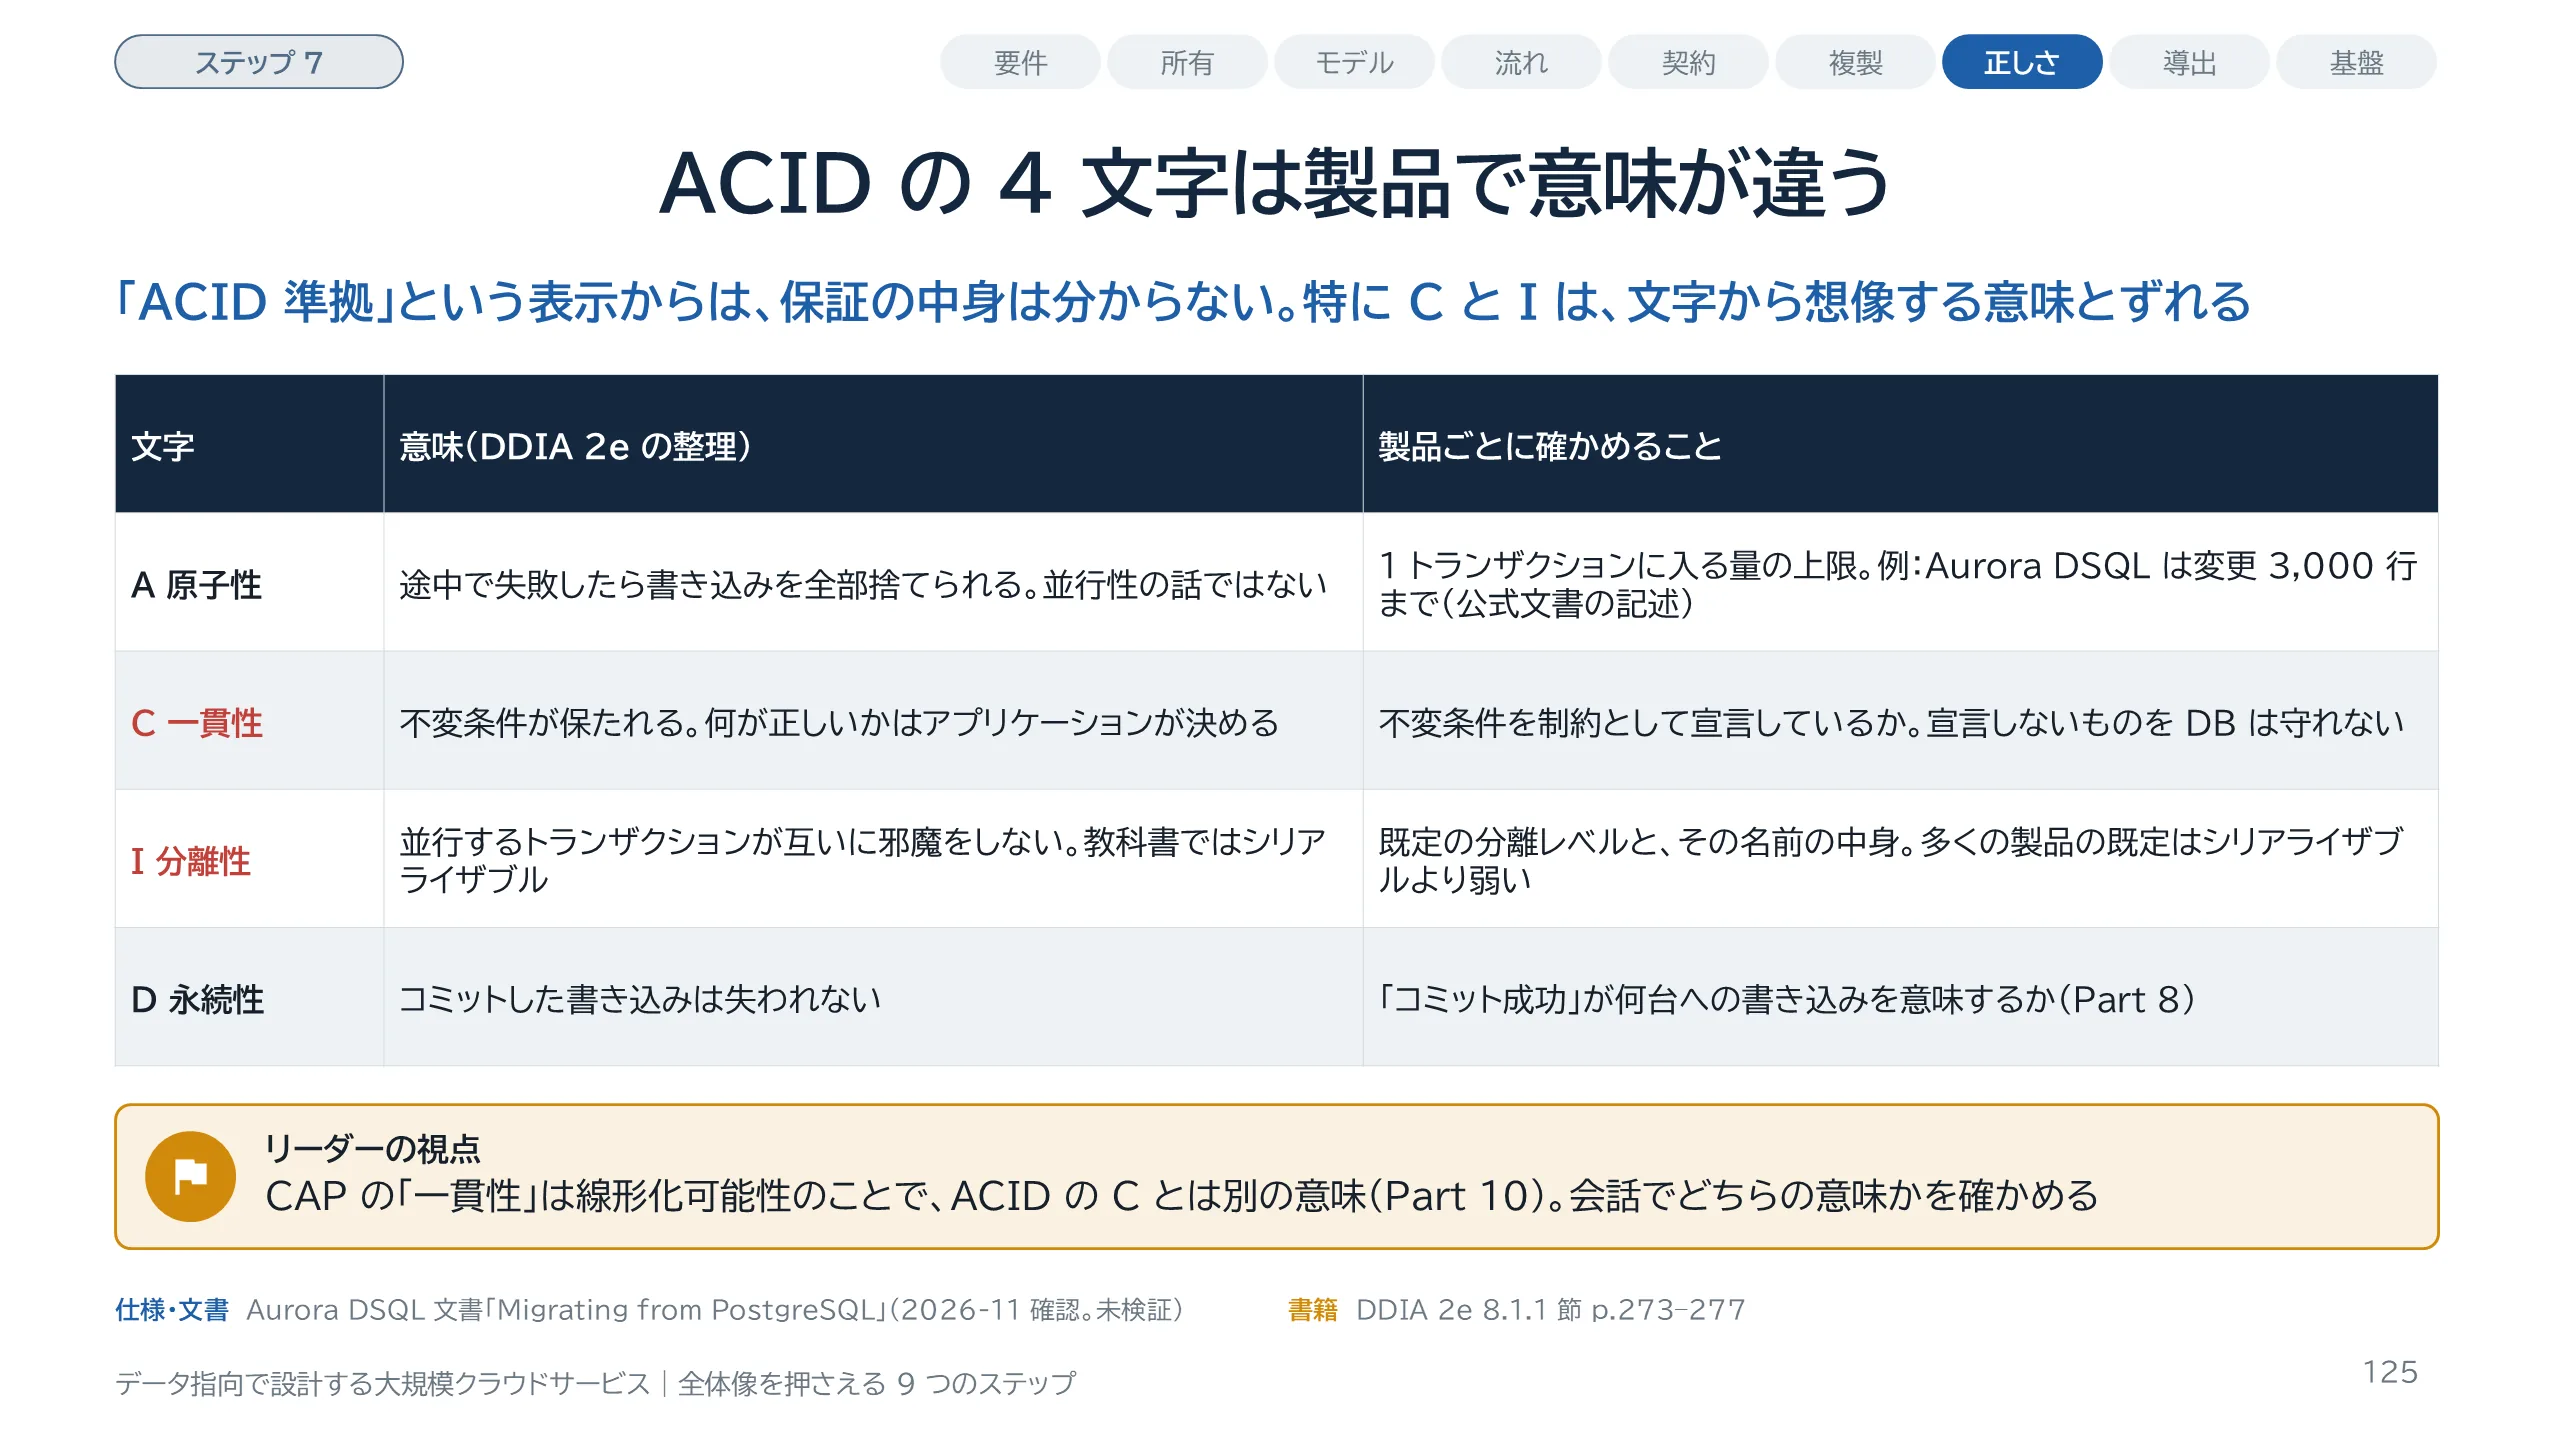 ステップ 7
要件
所有
モデル
流れ
契約
複製
正しさ
導出
基盤
ACID の 4 文字は製品で意味が違う
「ACID 準拠」という表示からは、保証の中身は分からない。特に C と I は、文字から想像する意味とずれる
文字
意味（DDIA 2e の整理）
製品ごとに確かめること
A 原子性
途中で失敗したら書き込みを全部捨てられる。並行性の話ではない
1 トランザクションに入る量の上限。例：Aurora DSQL は変更 3,000 行
まで（公式文書の記述）
C 一貫性
不変条件が保たれる。何が正しいかはアプリケーションが決める
不変条件を制約として宣言しているか。宣言しないものを DB は守れない
I 分離性
並行するトランザクションが互いに邪魔をしない。教科書ではシリア
ライザブル
既定の分離レベルと、その名前の中身。多くの製品の既定はシリアライザブ
ルより弱い
D 永続性
コミットした書き込みは失われない
「コミット成功」が何台への書き込みを意味するか（Part 8）
リーダーの視点
CAP の「一貫性」は線形化可能性のことで、ACID の C とは別の意味（Part 10）。会話でどちらの意味かを確かめる
仕様・文書 Aurora DSQL 文書「Migrating from PostgreSQL」（2026-11 確認。未検証）
書籍 DDIA 2e 8.1.1 節 p.273–277
データ指向で設計する大規模クラウドサービス｜全体像を押さえる 9 つのステップ
125